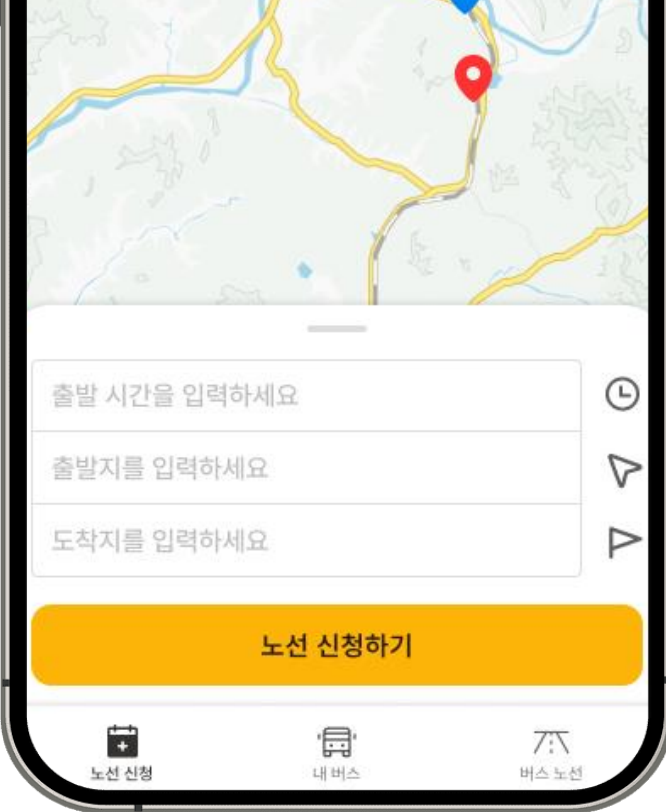 출발 시간을 입력하세요
출발지를 입력하세요
도착지를 입력하세요
노선 신청하기
노선 신청
내 버스
버스 노선